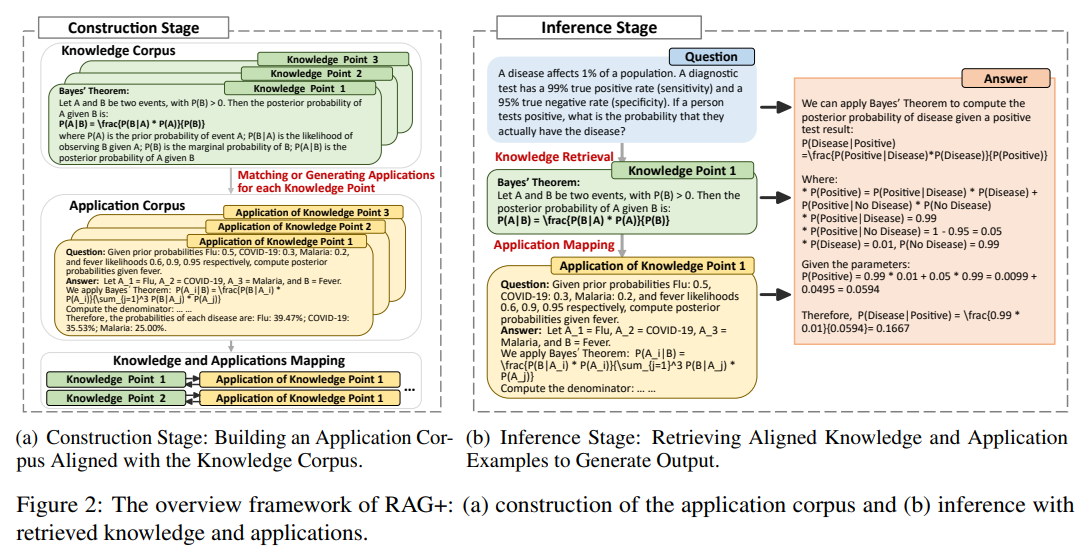 Construction Stage
Knowledge Corpus
Knowledge Point 3
Knowledge Point 2
Knowledge Point 1
Bayes' Theorem:
Let A and B be two events, with P(B) > 0. Then the posterior probability of
A given B is:
P(A|B) = \frac{P(B|A) * P(A)}{P(B)}
where P(A) is the prior probability of event A; P(B|A) is the likelihood of
observing B given A; P(B) is the marginal probability of B; P(A|B) is the
posterior probability of A given B
Matching or Generating Applications
for each Knowledge Point
Application Corpus
Application of Knowledge Point 3
Application of Knowledge Point 2
Application of Knowledge Point 1
Question: Given prior probabilities Flu: 0.5, COVID-19: 0.3, Malaria: 0.2,
and fever likelihoods 0.6, 0.9, 0.95 respectively, compute posterior
probabilities given fever.
Answer: Let A_1 = Flu, A_2 = COVID-19, A_3 = Malaria, and B = Fever.
We apply Bayes' Theorem: P(A_i|B) = \frac{P(B|A_i) *
P(A_i)}{\sum_{j=1}^3 P(B|A_j) * P(A_j)}
Compute the denominator: ... ...
Therefore, the probabilities of each disease are: Flu: 39.47%; COVID-19:
35.53%; Malaria: 25.00%.
Knowledge and Applications Mapping
Knowledge Point 1
Application of Knowledge Point 1
Knowledge Point 2
Application of Knowledge Point 2
...
(a) Construction Stage: Building an Application Cor-
pus Aligned with the Knowledge Corpus.
Inference Stage
Question
A disease affects 1% of a population. A diagnostic
test has a 99% true positive rate (sensitivity) and a
95% true negative rate (specificity). If a person
tests positive, what is the probability that they
actually have the disease?
Knowledge Retrieval
Knowledge Point 1
Bayes' Theorem:
Let A and B be two events, with P(B) > 0. Then the
posterior probability of A given B is:
P(A|B) = \frac{P(B|A) * P(A)}{P(B)}
Application Mapping
Application of Knowledge Point 1
Question: Given prior probabilities Flu: 0.5,
COVID-19: 0.3, Malaria: 0.2, and fever likelihoods
0.6, 0.9, 0.95 respectively, compute posterior
probabilities given fever.
Answer: Let A_1 = Flu, A_2 = COVID-19, A_3 =
Malaria, and B = Fever.
We apply Bayes' Theorem: P(A_i|B) =
\frac{P(B|A_i) * P(A_i)}{\sum_{j=1}^3 P(B|A_j) *
P(A_j)}
Compute the denominator: ... ...
Answer
We can apply Bayes' Theorem to compute the
posterior probability of disease given a positive
test result:
P(Disease|Positive)
=\frac{P(Positive|Disease)*P(Disease)}{P(Positive)}
Where:
* P(Positive) = P(Positive|Disease) * P(Disease) +
P(Positive|No Disease) * P(No Disease)
* P(Positive|Disease) = 0.99
* P(Positive|No Disease) = 1 - 0.95 = 0.05
* P(Disease) = 0.01, P(No Disease) = 0.99
Given the parameters:
P(Positive) = 0.99 * 0.01 + 0.05 * 0.99 = 0.0099 +
0.0495 = 0.0594
Therefore, P(Disease|Positive) = \frac{0.99 *
0.01}{0.0594}= 0.1667
(b) Inference Stage: Retrieving Aligned Knowledge and Application
Examples to Generate Output.
Figure 2: The overview framework of RAG+: (a) construction of the application corpus and (b) inference with
retrieved knowledge and applications.